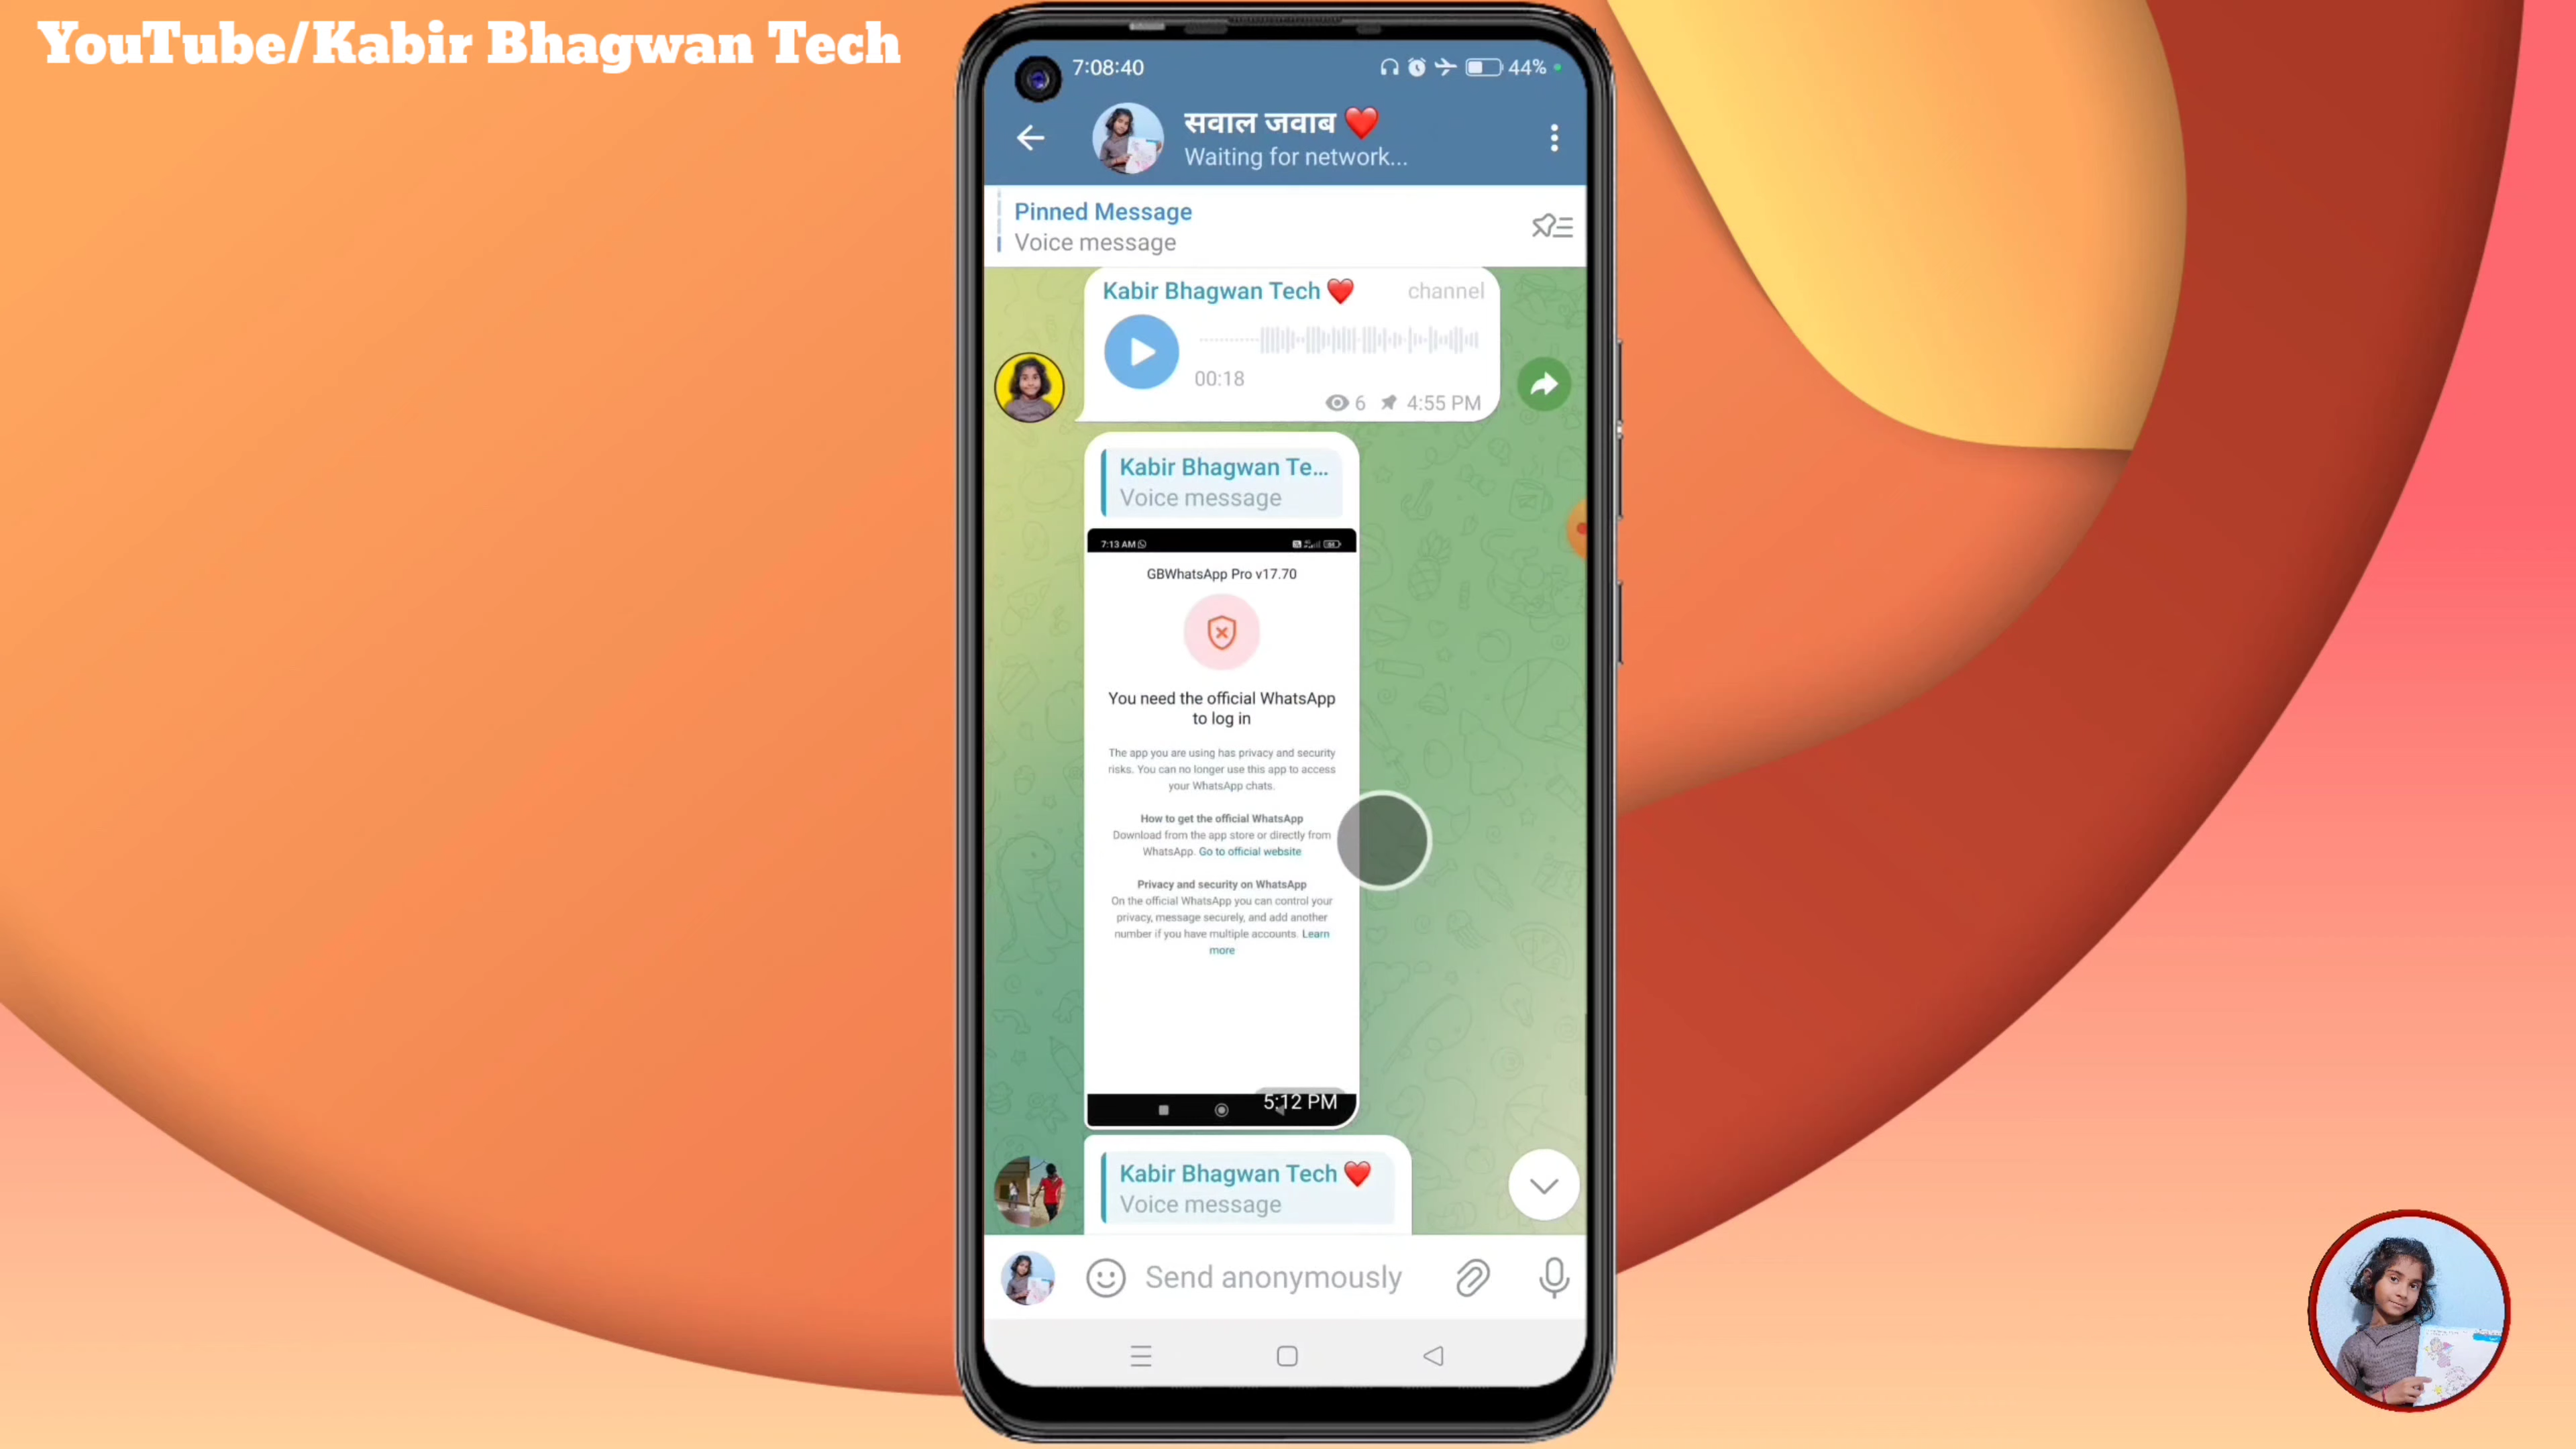 YouTube/Kabir Bhagwan Tech
7:08:40
44%
सवाल जवाब ❤️
Waiting for network...
Pinned Message
Voice message
Kabir Bhagwan Tech ❤️ channel
00:18
6 4:55 PM
Kabir Bhagwan Te...
Voice message
7:13 AM
GBWhatsApp Pro v17.70
You need the official WhatsApp
to log in
The app you are using has privacy and security
risks. You can no longer use this app to access
your WhatsApp chats.
How to get the official WhatsApp
Download from the app store or directly from
WhatsApp. Go to official website
Privacy and security on WhatsApp
On the official WhatsApp you can control your
privacy, message securely, and add another
number if you have multiple accounts. Learn
more
5:12 PM
Kabir Bhagwan Tech ❤️
Voice message
Send anonymously